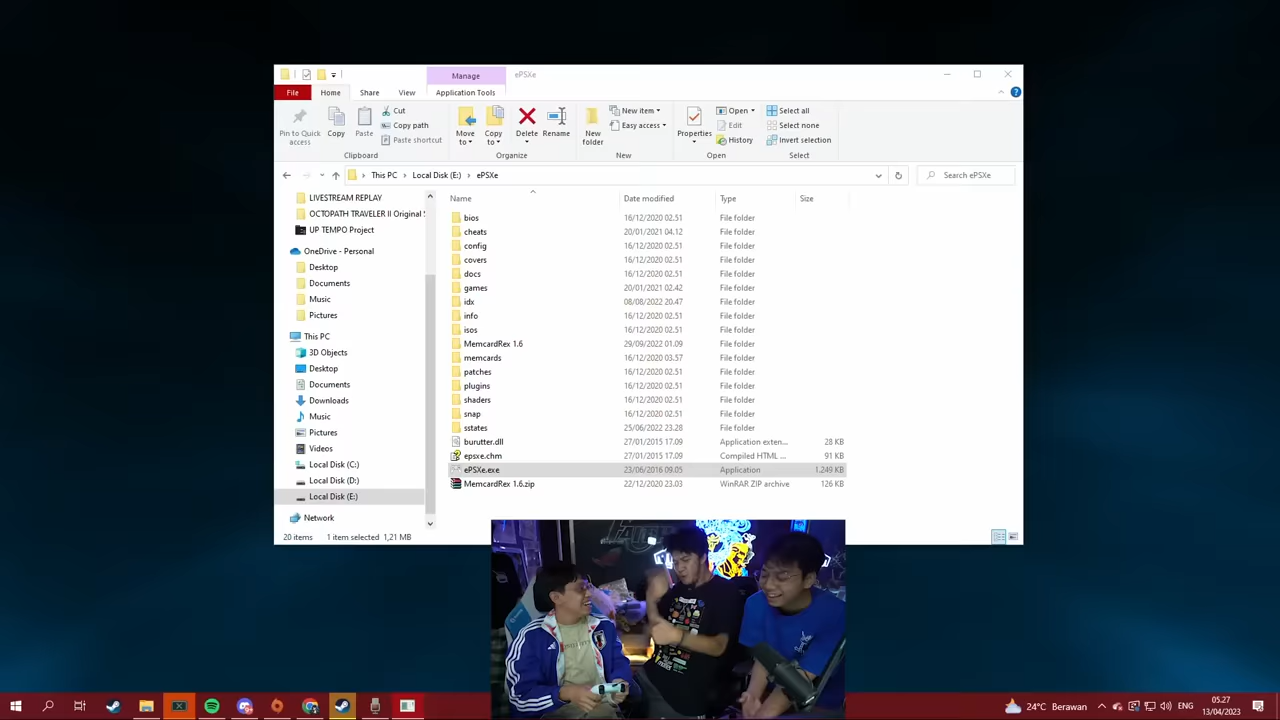 Manage
ePSXe
File
Home
Share
View
Application Tools
Pin to Quick access
Copy
Paste
Cut
Copy path
Paste shortcut
Clipboard
Move to
Copy to
Delete
Rename
Organize
New folder
New item
Easy access
New
Properties
Open
Edit
History
Open
Select all
Select none
Invert selection
Select
This PC
Local Disk (E:)
ePSXe
Search ePSXe
LIVESTREAM REPLAY
OCTOPATH TRAVELER II Original
UP TEMPO Project
OneDrive - Personal
Desktop
Documents
Music
Pictures
This PC
3D Objects
Desktop
Documents
Downloads
Music
Pictures
Videos
Local Disk (C:)
Local Disk (D:)
Local Disk (E:)
Network
Name Date modified Type Size
bios 16/12/2020 02.51 File folder
cheats 20/01/2021 04.12 File folder
config 16/12/2020 02.51 File folder
covers 16/12/2020 02.51 File folder
docs 16/12/2020 02.51 File folder
games 20/01/2021 02.42 File folder
idx 08/08/2022 20.47 File folder
info 16/12/2020 02.51 File folder
isos 16/12/2020 02.51 File folder
MemcardRex 1.6 29/09/2022 01.09 File folder
memcards 16/12/2020 03.57 File folder
patches 16/12/2020 02.51 File folder
plugins 16/12/2020 02.51 File folder
shaders 16/12/2020 02.51 File folder
snap 16/12/2020 02.51 File folder
sstates 25/06/2022 23.28 File folder
burutter.dll 27/01/2015 17.09 Application exten... 28 KB
epsxe.chm 27/01/2015 17.09 Compiled HTML ... 91 KB
ePSXe.exe 23/06/2016 09.05 Application 1.249 KB
MemcardRex 1.6.zip 22/12/2020 23.03 WinRAR ZIP archive 126 KB
20 items 1 item selected 1,21 MB
24°C Berawan
ENG
05.27
13/04/2023